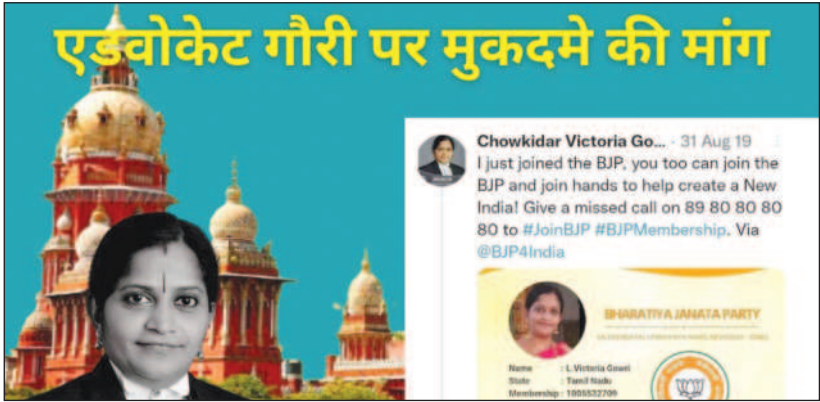 एडवोकेट गौरी पर मुकदमे की मांग
Chowkidar Victoria Go... · 31 Aug 19
I just joined the BJP, you too can join the
BJP and join hands to help create a New
India! Give a missed call on 89 80 80 80
80 to #JoinBJP #BJPMembership. Via
@BJP4India
BHARATIYA JANATA PARTY
Name : L Victoria Gowri
State : Tamil Nadu
Membership : 1005532709